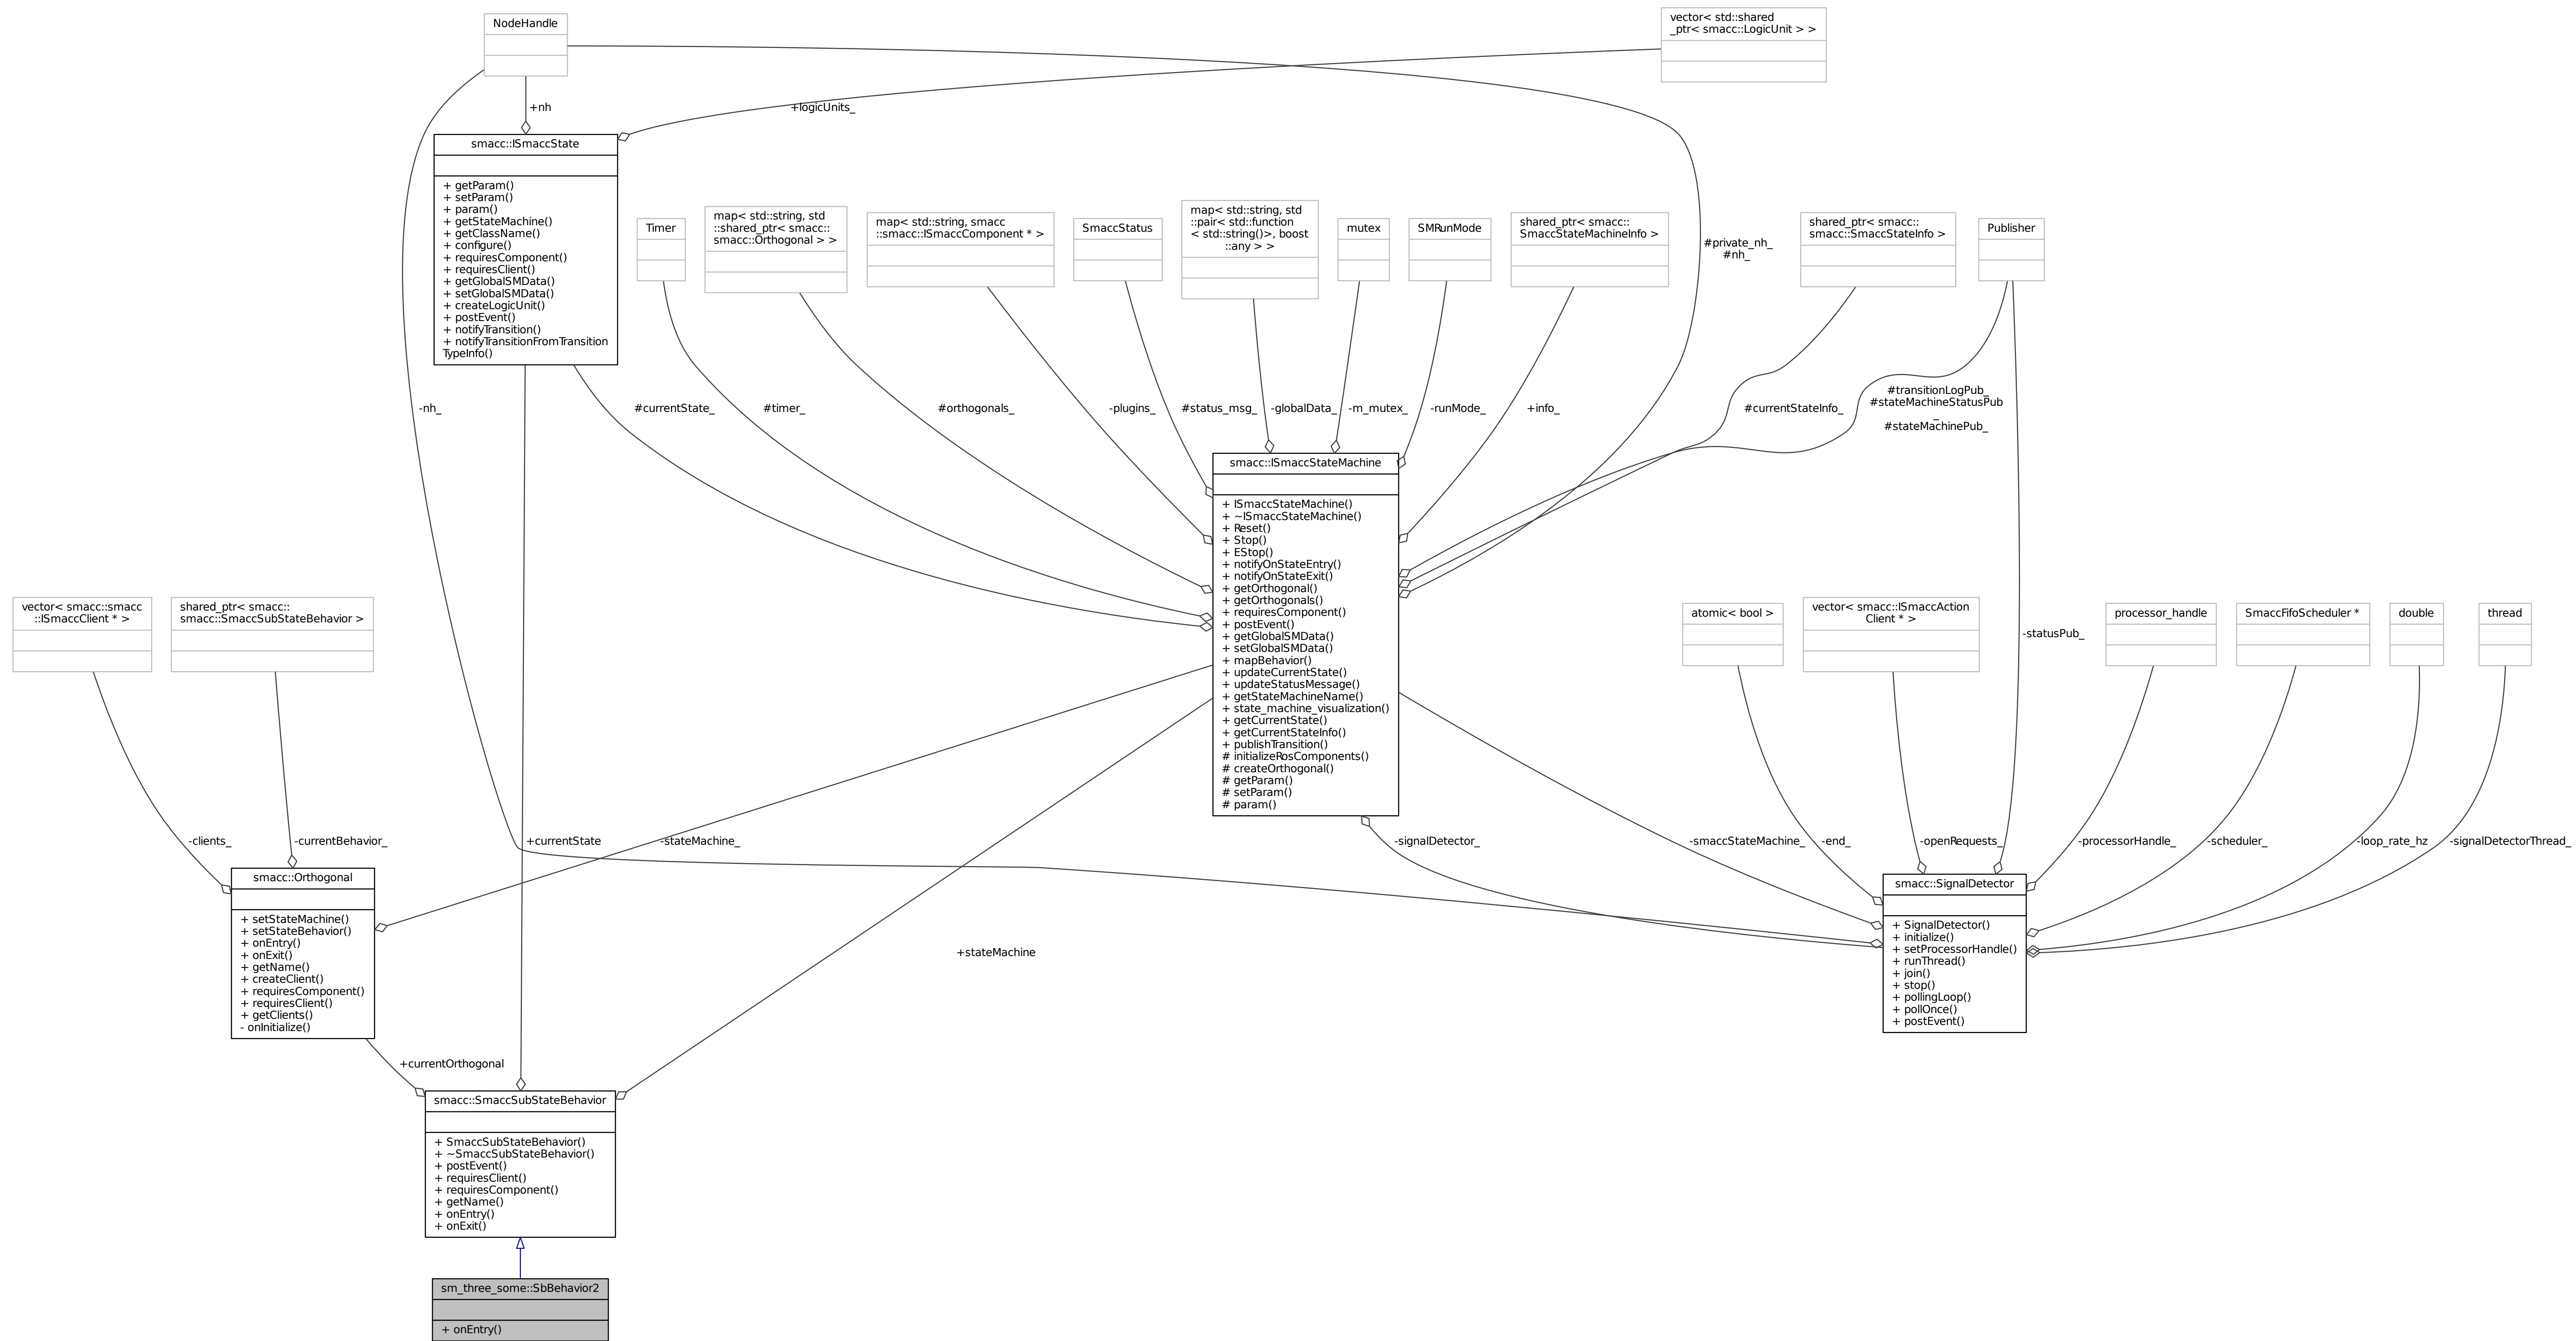 NodeHandle
vector< std::shared
_ptr< smacc::LogicUnit > >
+nh
+logicUnits_
smacc::ISmaccState
+ getParam()
+ setParam()
+ param()
+ getStateMachine()
+ getClassName()
+ configure()
+ requiresComponent()
+ requiresClient()
+ getGlobalSMData()
+ setGlobalSMData()
+ createLogicUnit()
+ postEvent()
+ notifyTransition()
+ notifyTransitionFromTransition
TypeInfo()
Timer
map< std::string, std
::shared_ptr< smacc::
smacc::Orthogonal > >
map< std::string, smacc
::smacc::ISmaccComponent * >
SmaccStatus
map< std::string, std
::pair< std::function
< std::string()>, boost
::any > >
mutex
SMRunMode
shared_ptr< smacc::
SmaccStateMachineInfo >
#private_nh_
#nh_
shared_ptr< smacc::
smacc::SmaccStateInfo >
Publisher
-nh_
#currentState_
#timer_
#orthogonals_
-plugins_
#status_msg_
-globalData_
-m_mutex_
-runMode_
+info_
#currentStateInfo_
#transitionLogPub_
#stateMachineStatusPub
_
#stateMachinePub_
smacc::ISmaccStateMachine
+ ISmaccStateMachine()
+ ~ISmaccStateMachine()
+ Reset()
+ Stop()
+ EStop()
+ notifyOnStateEntry()
+ notifyOnStateExit()
+ getOrthogonal()
+ getOrthogonals()
+ requiresComponent()
+ postEvent()
+ getGlobalSMData()
+ setGlobalSMData()
+ mapBehavior()
+ updateCurrentState()
+ updateStatusMessage()
+ getStateMachineName()
+ state_machine_visualization()
+ getCurrentState()
+ getCurrentStateInfo()
+ publishTransition()
# initializeRosComponents()
# createOrthogonal()
# getParam()
# setParam()
# param()
vector< smacc::smacc
::ISmaccClient * >
shared_ptr< smacc::
smacc::SmaccSubStateBehavior >
atomic< bool >
vector< smacc::ISmaccAction
Client * >
-statusPub_
processor_handle
SmaccFifoScheduler *
double
thread
-clients_
-currentBehavior_
+currentState
-stateMachine_
-signalDetector_
-smaccStateMachine_
-end_
-openRequests_
-processorHandle_
-scheduler_
-loop_rate_hz
-signalDetectorThread_
smacc::Orthogonal
+ setStateMachine()
+ setStateBehavior()
+ onEntry()
+ onExit()
+ getName()
+ createClient()
+ requiresComponent()
+ requiresClient()
+ getClients()
- onInitialize()
smacc::SignalDetector
+ SignalDetector()
+ initialize()
+ setProcessorHandle()
+ runThread()
+ join()
+ stop()
+ pollingLoop()
+ pollOnce()
+ postEvent()
+stateMachine
+currentOrthogonal
smacc::SmaccSubStateBehavior
+ SmaccSubStateBehavior()
+ ~SmaccSubStateBehavior()
+ postEvent()
+ requiresClient()
+ requiresComponent()
+ getName()
+ onEntry()
+ onExit()
sm_three_some::SbBehavior2
+ onEntry()